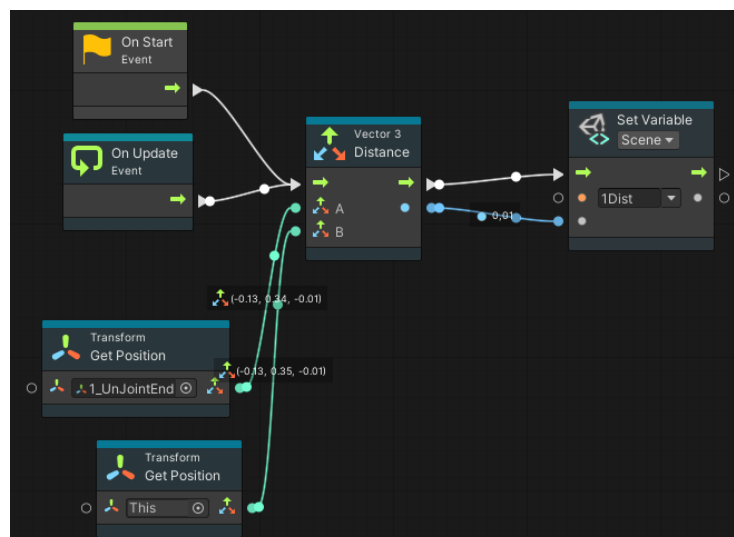 On Start
Event
On Update
Event
Vector 3
Distance
A
B
Set Variable
Scene
1Dist
0,01
(-0.13, 0.34, -0.01)
(-0.13, 0.35, -0.01)
Transform
Get Position
1_UnJointEnd
Transform
Get Position
This